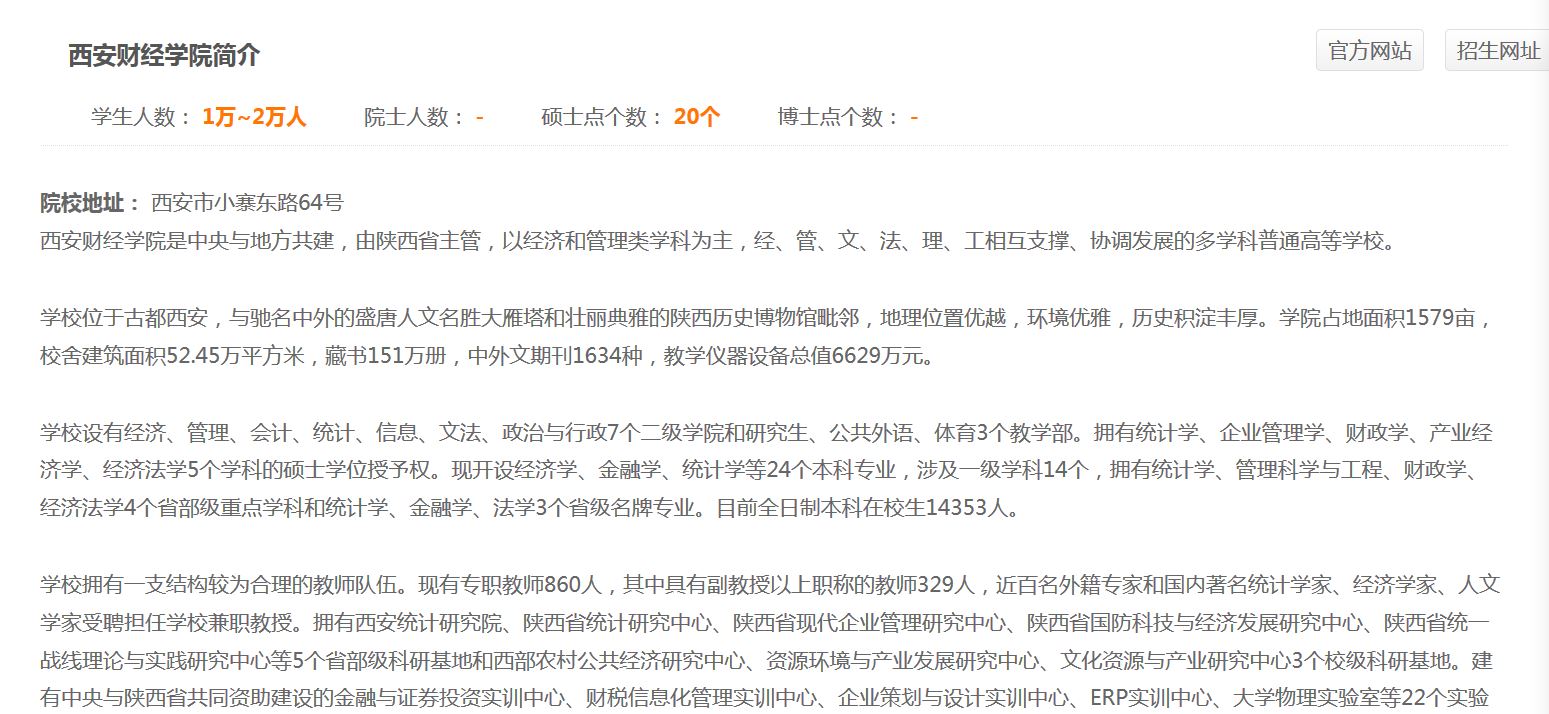 西安财经学院简介
官方网站
招生网址
学生人数： 1万~2万人 院士人数： - 硕士点个数： 20个 博士点个数： -
院校地址： 西安市小寨东路64号
西安财经学院是中央与地方共建，由陕西省主管，以经济和管理类学科为主，经、管、文、法、理、工相互支撑、协调发展的多学科普通高等学校。
学校位于古都西安，与驰名中外的盛唐人文名胜大雁塔和壮丽典雅的陕西历史博物馆毗邻，地理位置优越，环境优雅，历史积淀丰厚。学院占地面积1579亩，
校舍建筑面积52.45万平方米，藏书151万册，中外文期刊1634种，教学仪器设备总值6629万元。
学校设有经济、管理、会计、统计、信息、文法、政治与行政7个二级学院和研究生、公共外语、体育3个教学部。拥有统计学、企业管理学、财政学、产业经
济学、经济法学5个学科的硕士学位授予权。现开设经济学、金融学、统计学等24个本科专业，涉及一级学科14个，拥有统计学、管理科学与工程、财政学、
经济法学4个省部级重点学科和统计学、金融学、法学3个省级名牌专业。目前全日制本科在校生14353人。
学校拥有一支结构较为合理的教师队伍。现有专职教师860人，其中具有副教授以上职称的教师329人，近百名外籍专家和国内著名统计学家、经济学家、人文
学家受聘担任学校兼职教授。拥有西安统计研究院、陕西省统计研究中心、陕西省现代企业管理研究中心、陕西省国防科技与经济发展研究中心、陕西省统一
战线理论与实践研究中心等5个省部级科研基地和西部农村公共经济研究中心、资源环境与产业发展研究中心、文化资源与产业研究中心3个校级科研基地。建
有中央与陕西省共同资助建设的金融与证券投资实训中心、财税信息化管理实训中心、企业策划与设计实训中心、ERP实训中心、大学物理实验室等22个实验